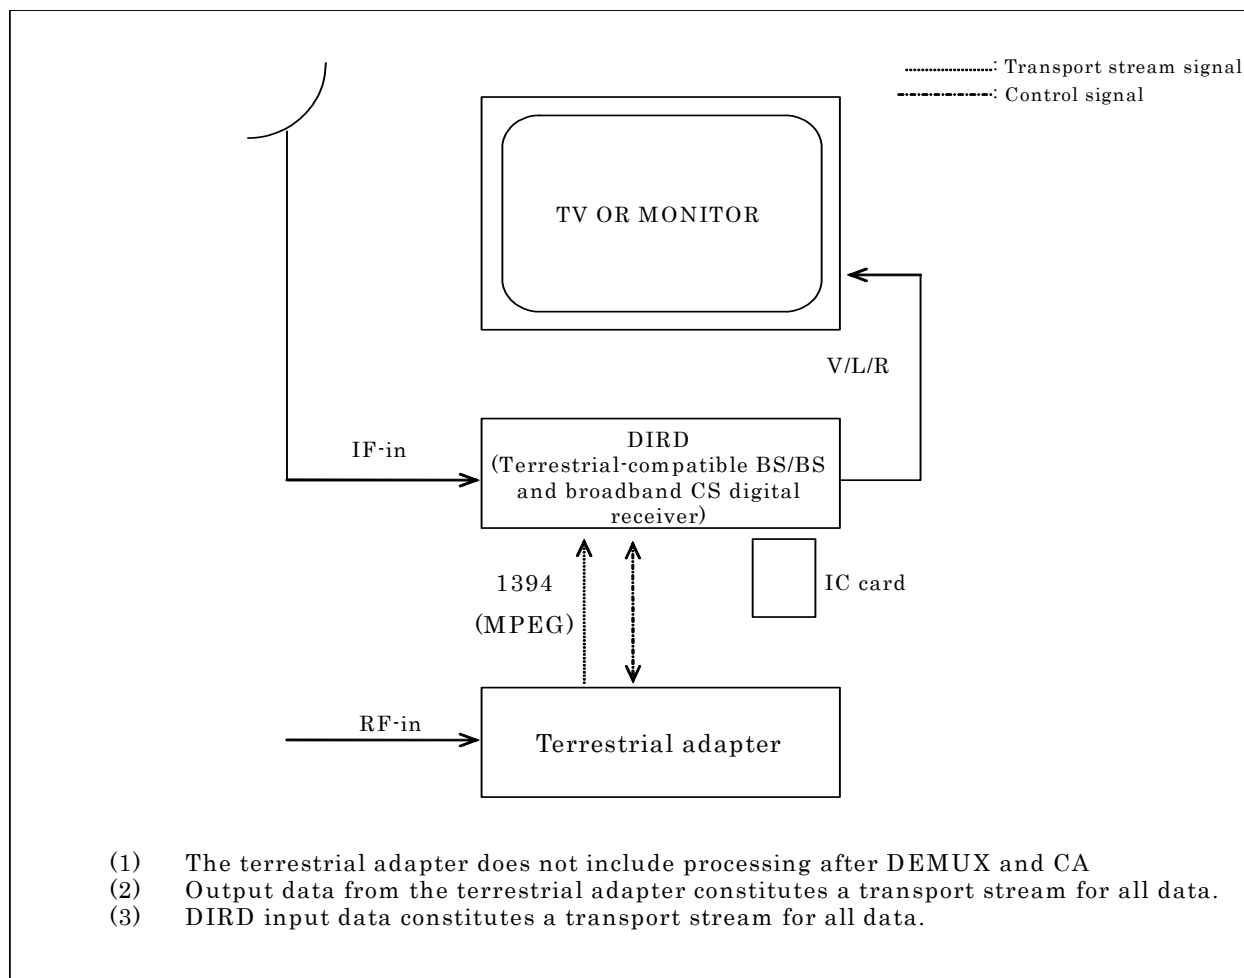 : Transport stream signal
: Control signal
TV OR MONITOR
V/L/R
IF-in
DIRD
(Terrestrial-compatible BS/BS
and broadband CS digital
receiver)
1394
(MPEG)
IC card
RF-in
Terrestrial adapter
(1) The terrestrial adapter does not include processing after DEMUX and CA
(2) Output data from the terrestrial adapter constitutes a transport stream for all data.
(3) DIRD input data constitutes a transport stream for all data.